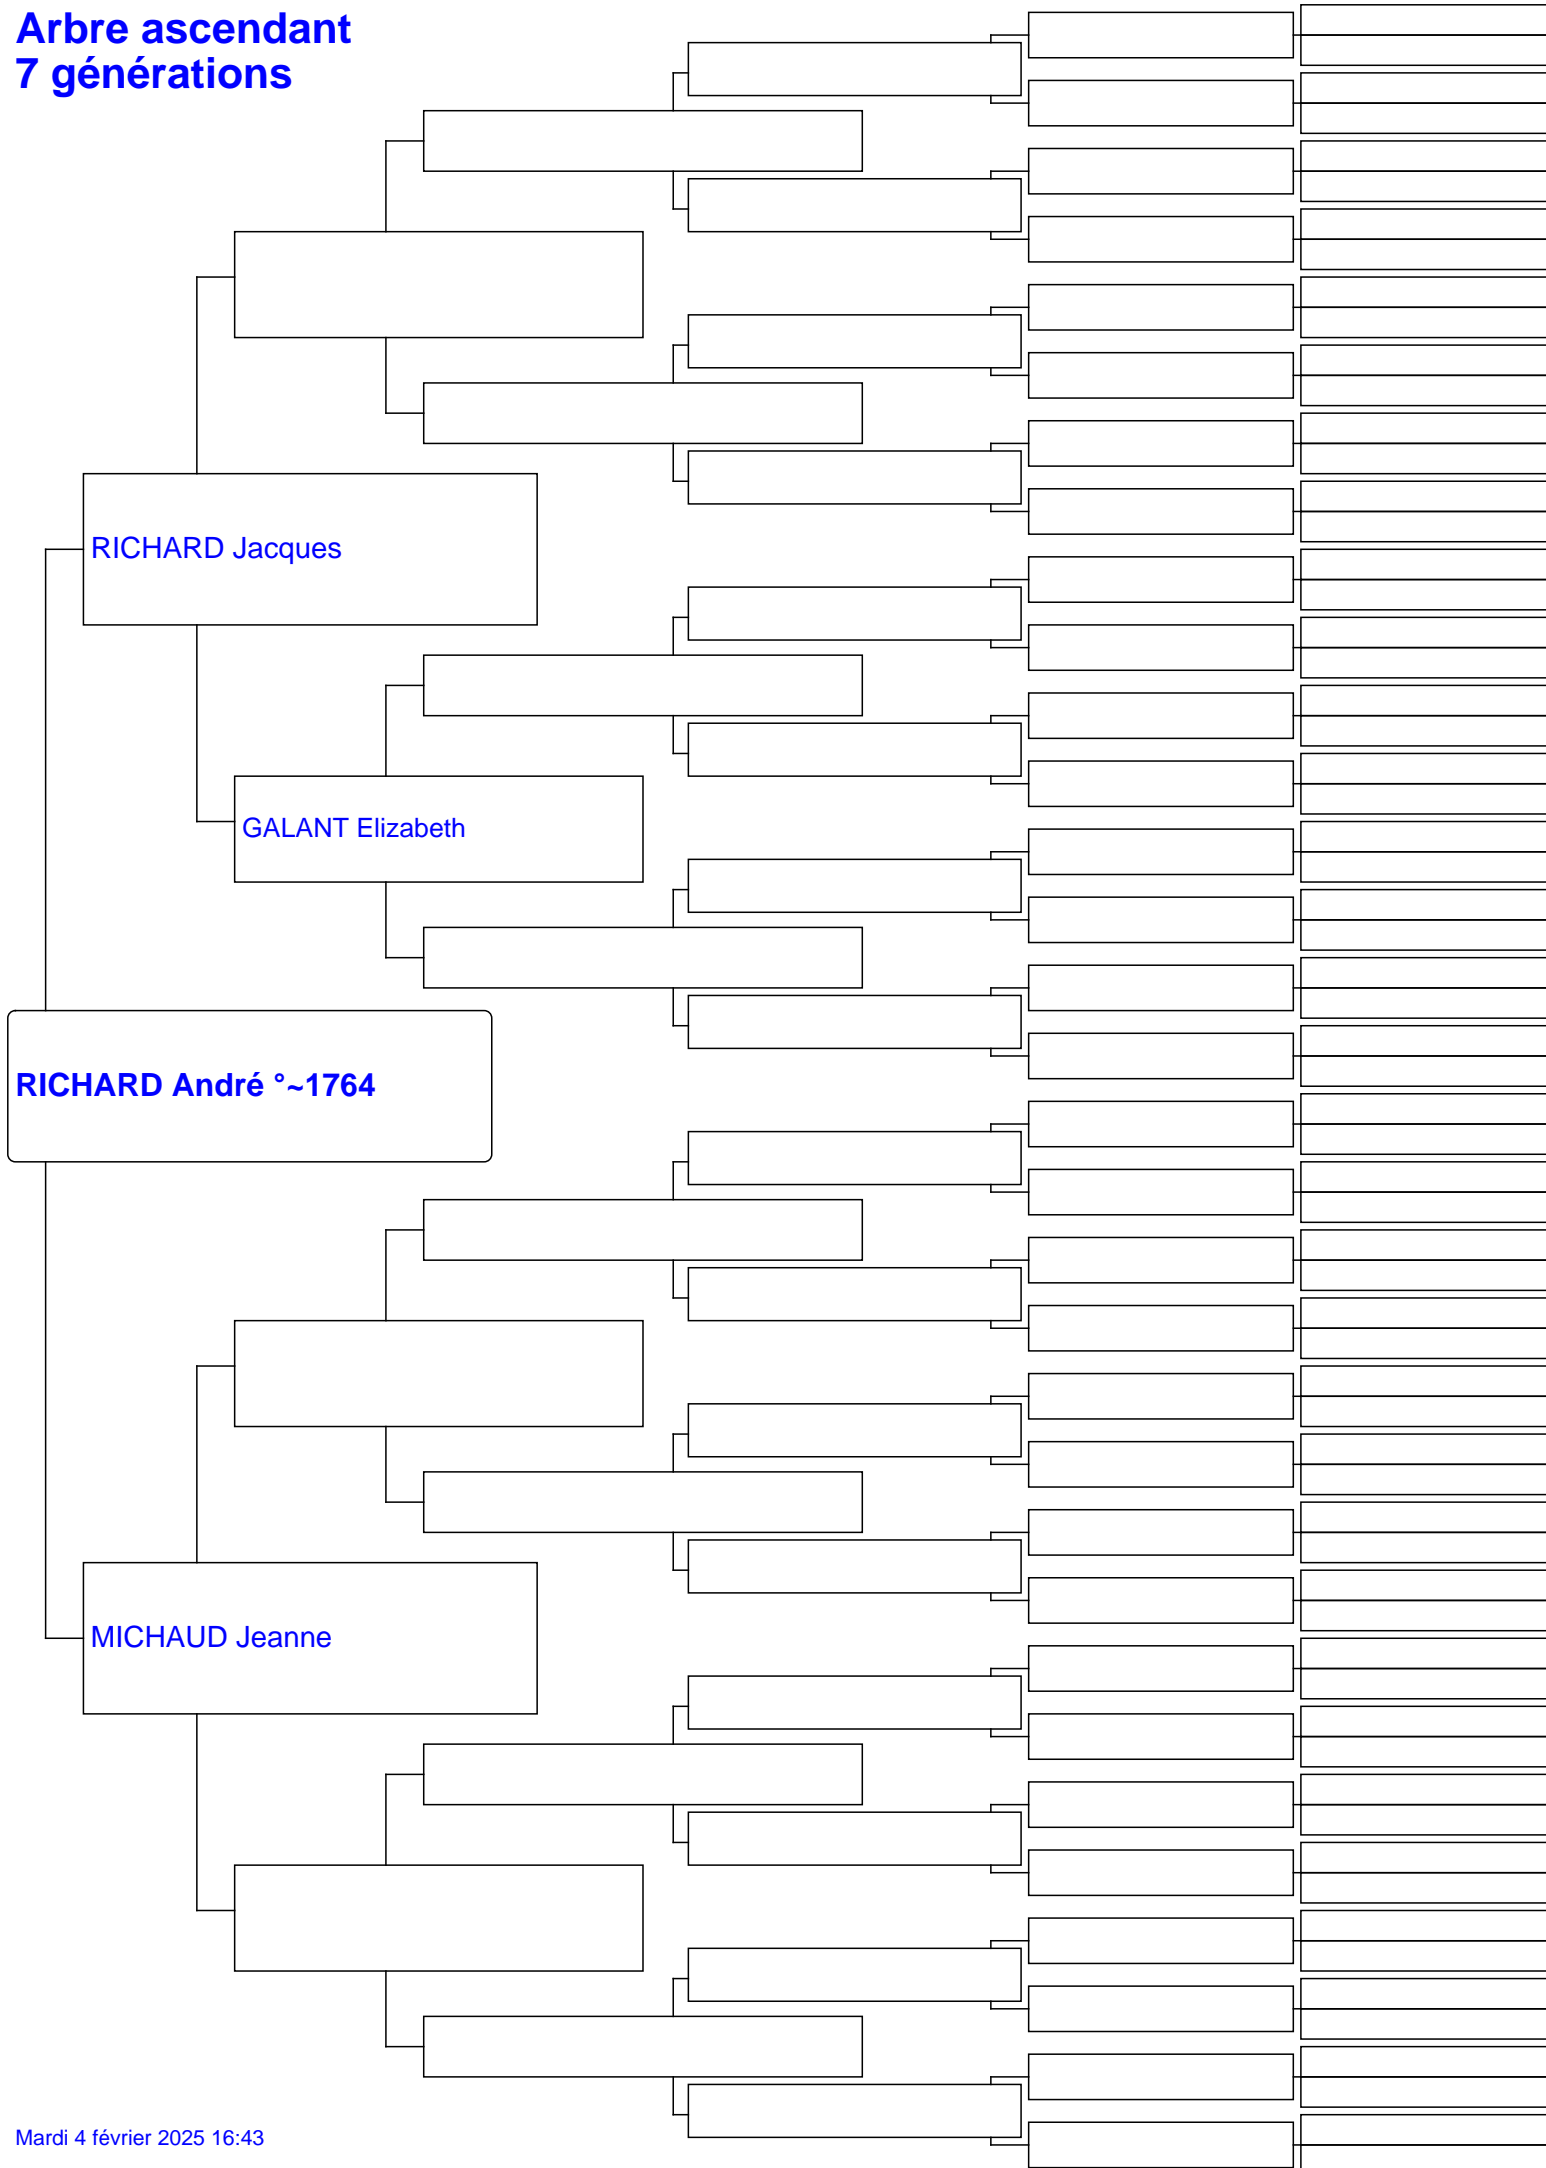 Arbre ascendant
7 générations
RICHARD Jacques
GALANT Elizabeth
RICHARD André °~1764
MICHAUD Jeanne
Mardi 4 février 2025 16:43